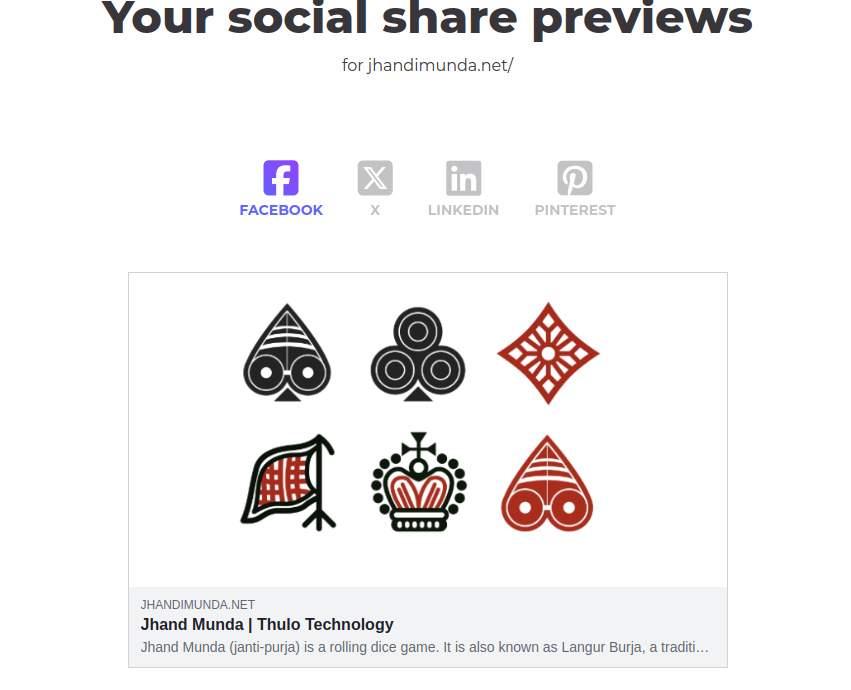 Your social share previews
for jhandimunda.net/
FACEBOOK
X
LINKEDIN
PINTEREST
JHANDIMUNDA.NET
Jhand Munda | Thulo Technology
Jhand Munda (janti-purja) is a rolling dice game. It is also known as Langur Burja, a traditi…